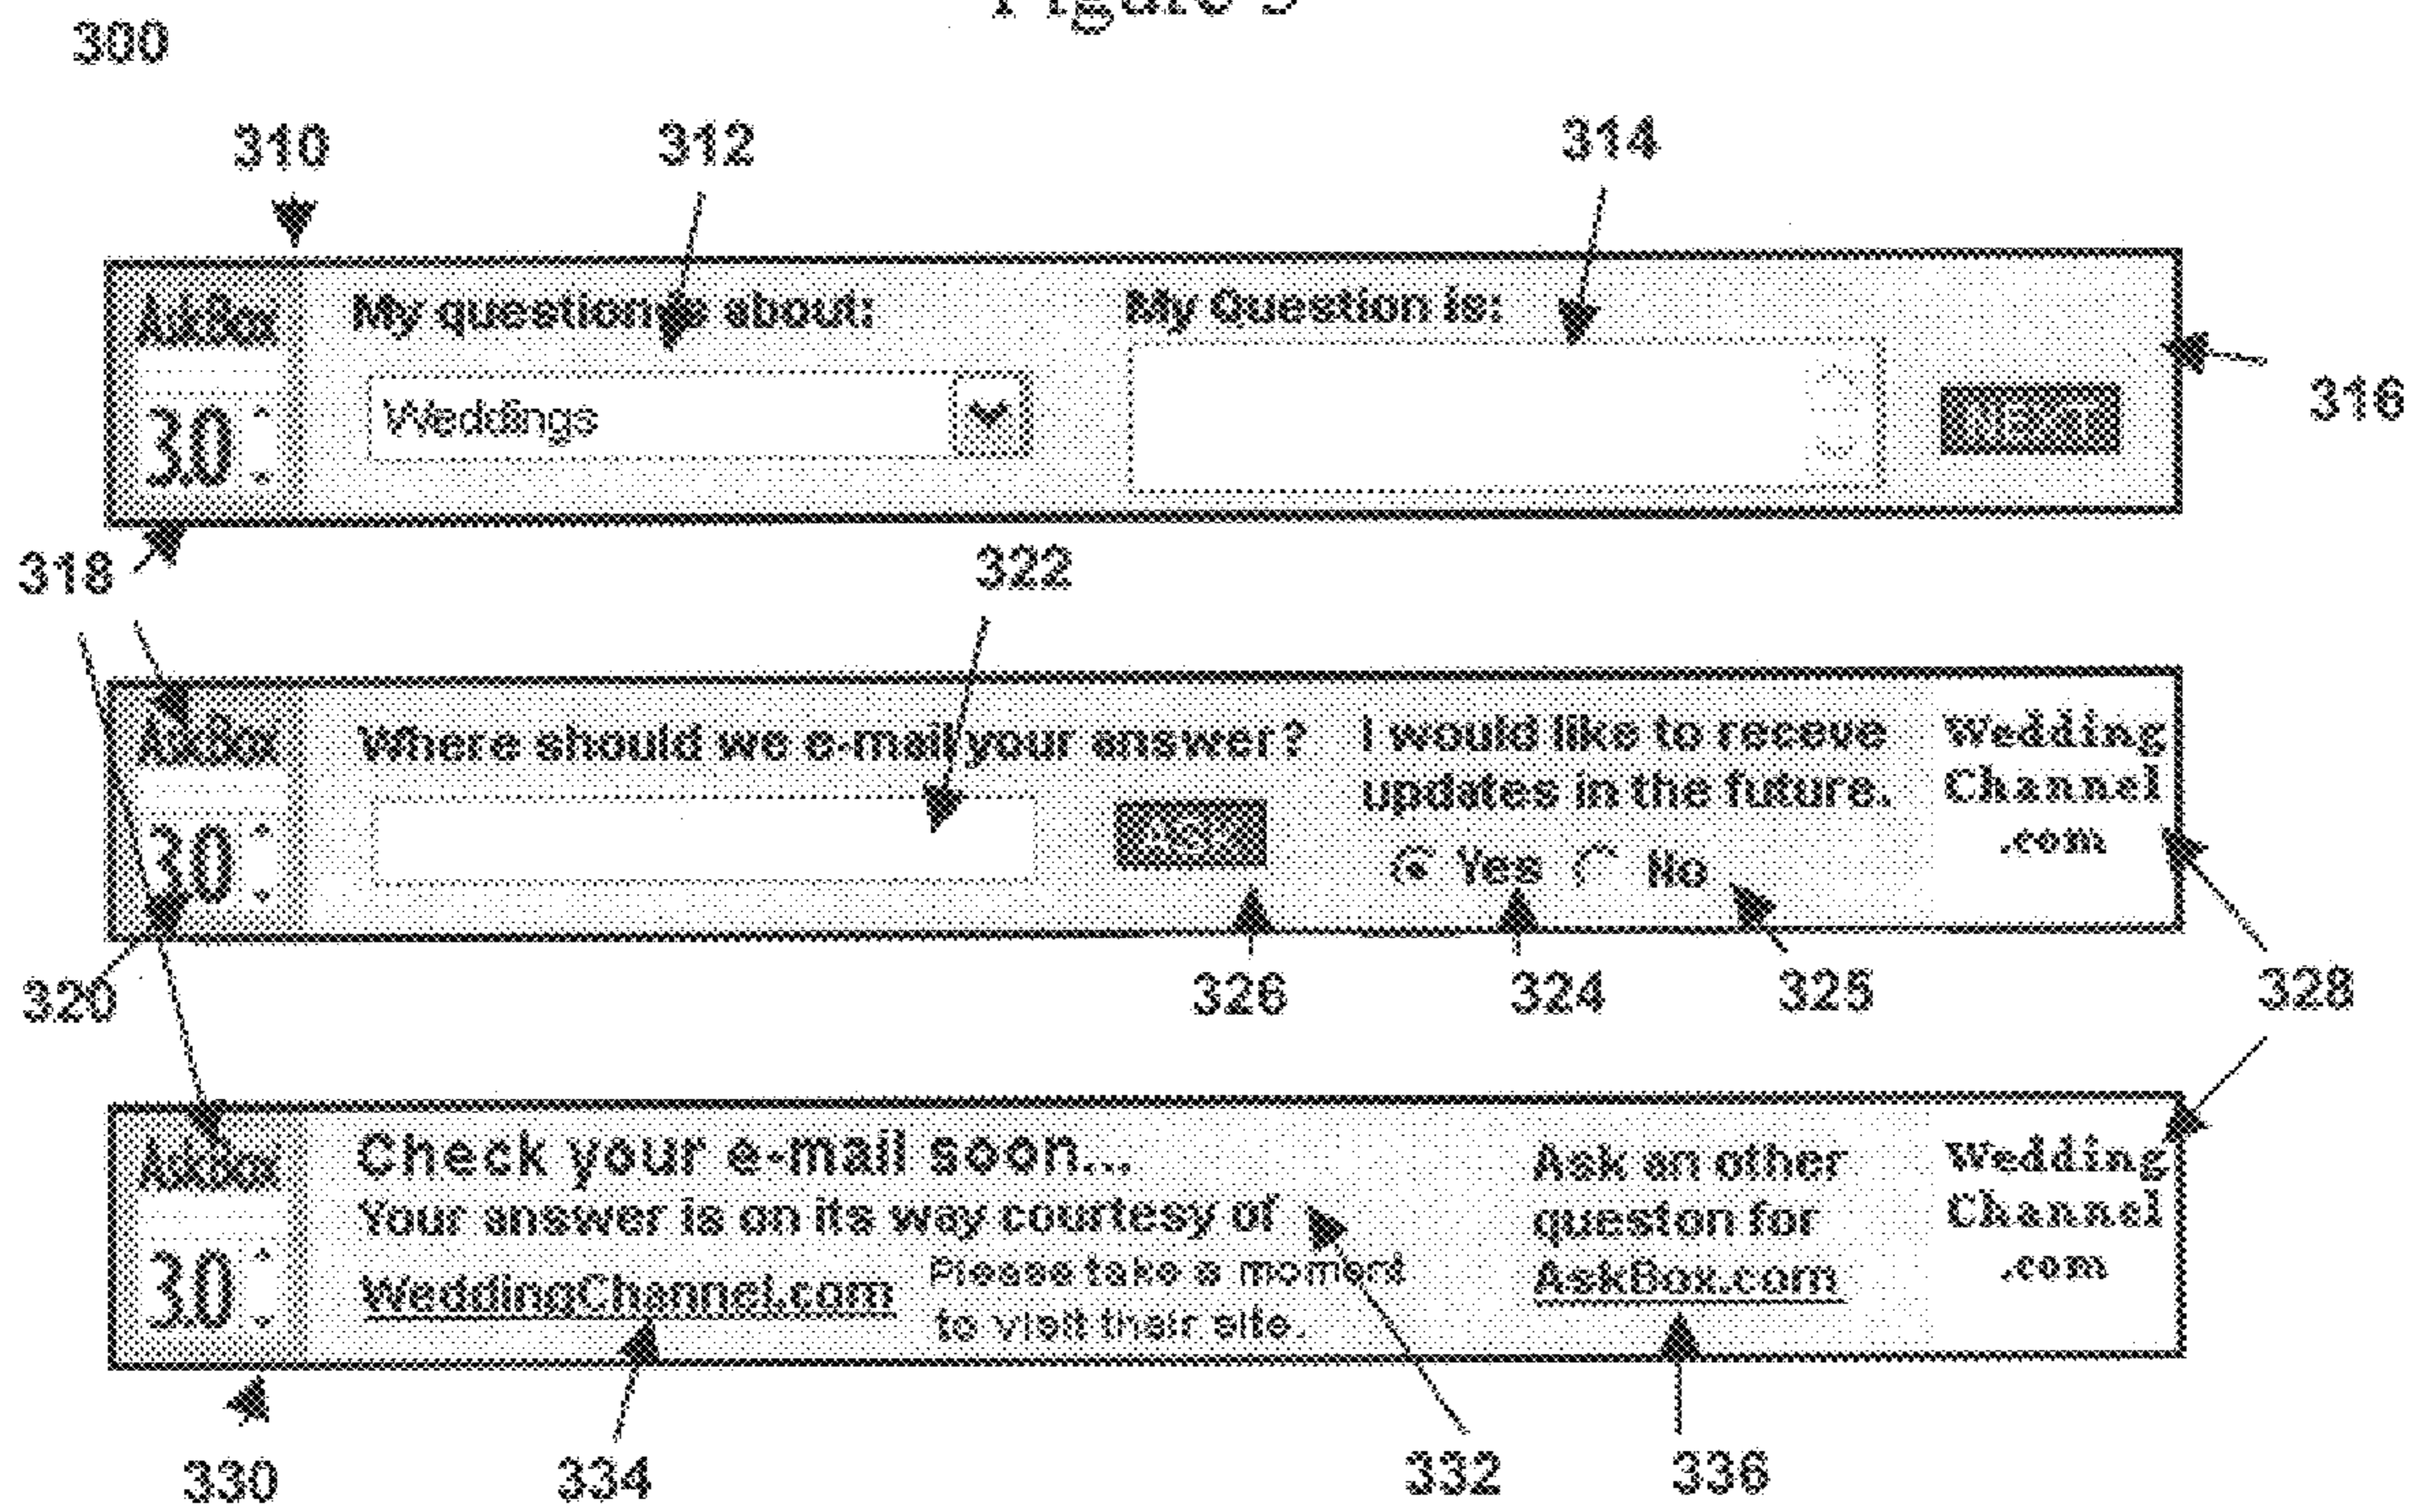 300
310
312
314
AskBox
My question is about:
My Question is:
316
30
Weddings
NEXT
318
322
AskBox
Where should we e-mail your answer?
I would like to receve
updates in the future.
Wedding
Channel
.com
30
ASK
Yes
No
320
326
324
325
328
AskBox
Check your e-mail soon...
Your answer is on its way courtesy of
WeddingChannel.com
Please take a moment
to visit their site.
Ask an other
queston for
AskBox.com
Wedding
Channel
.com
30
330
334
332
336